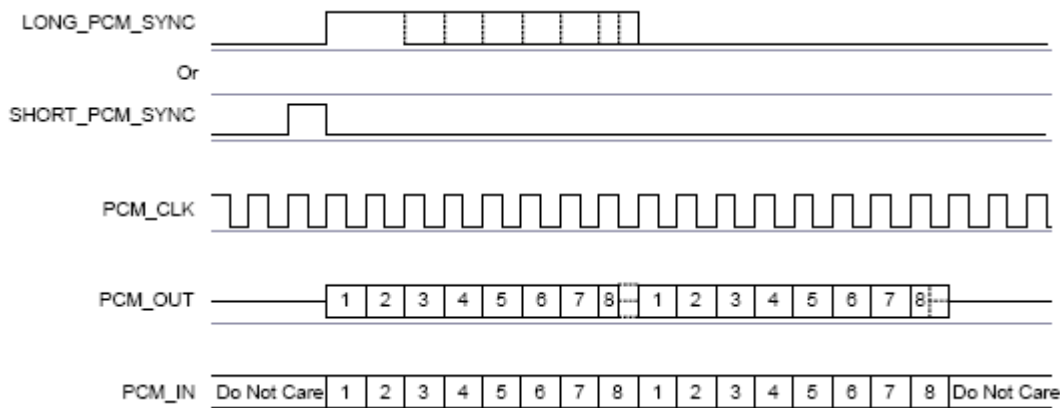 LONG_PCM_SYNC
Or
SHORT_PCM_SYNC
PCM_CLK
PCM_OUT 1 2 3 4 5 6 7 8 1 2 3 4 5 6 7 8
PCM_IN Do Not Care 1 2 3 4 5 6 7 8 1 2 3 4 5 6 7 8 Do Not Care